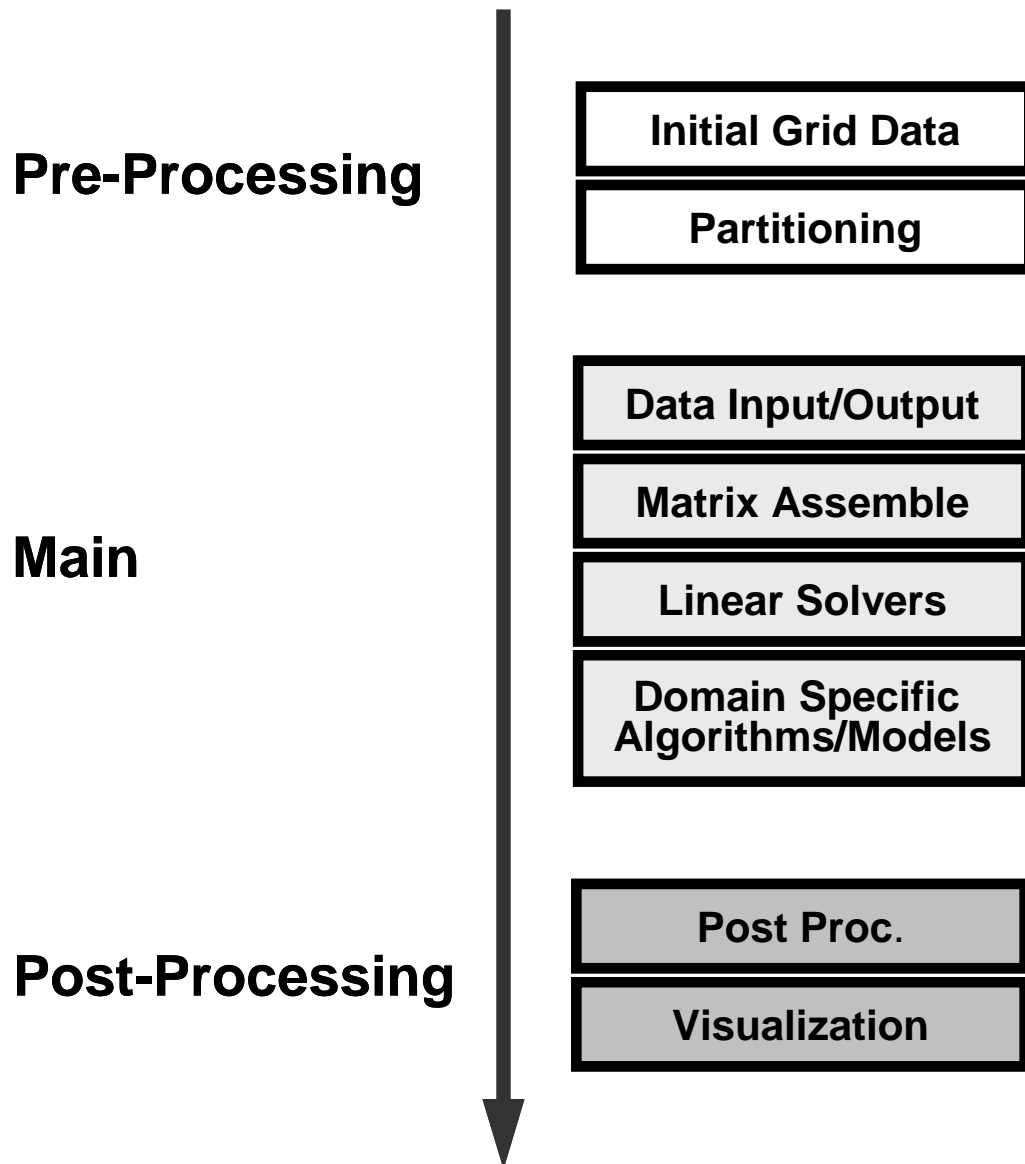 Pre-Processing
Initial Grid Data
Partitioning
Main
Data Input/Output
Matrix Assemble
Linear Solvers
Domain Specific
Algorithms/Models
Post-Processing
Post Proc.
Visualization